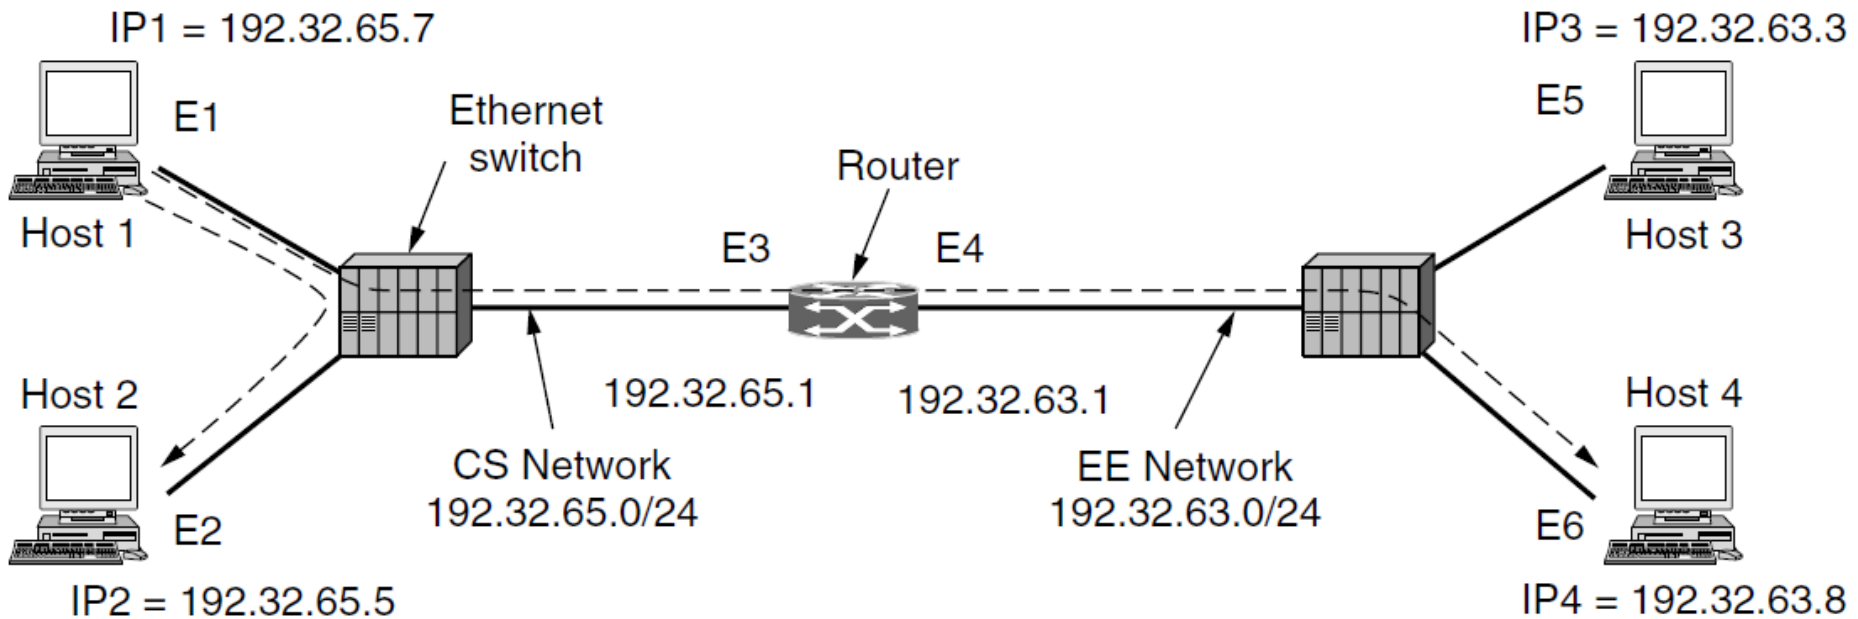 IP1 = 192.32.65.7
IP3 = 192.32.63.3
E1
Ethernet
switch
Router
E5
Host 1
E3
E4
Host 3
Host 2
192.32.65.1
192.32.63.1
Host 4
CS Network
192.32.65.0/24
EE Network
192.32.63.0/24
E2
E6
IP2 = 192.32.65.5
IP4 = 192.32.63.8